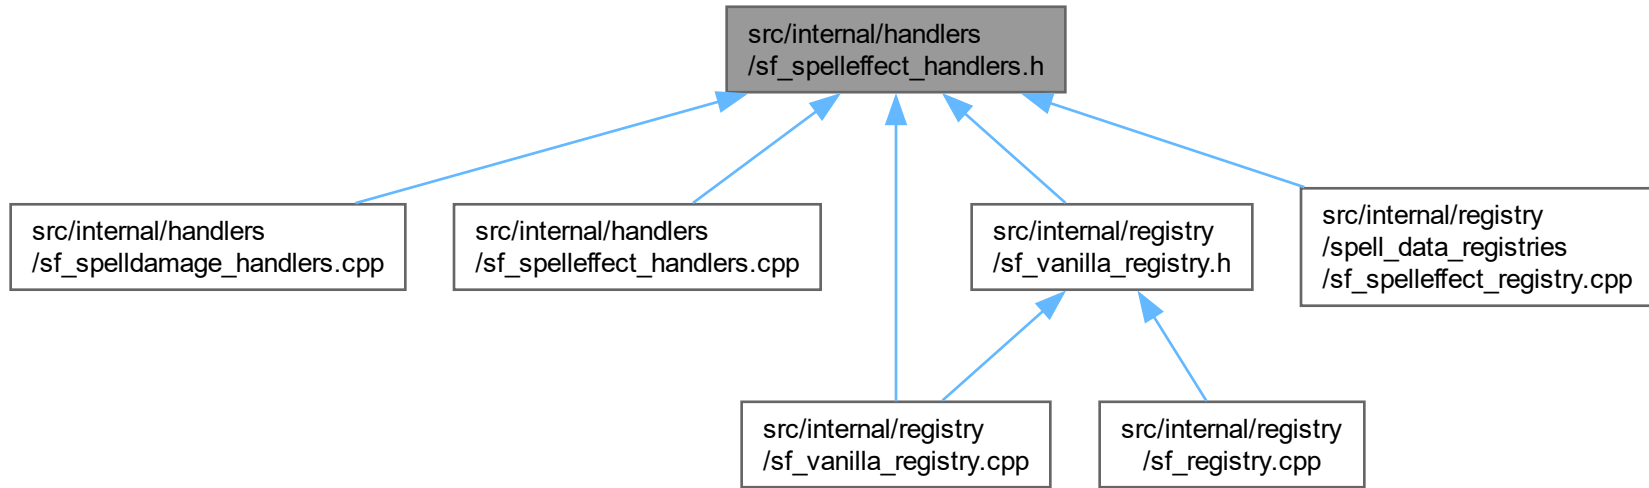 src/internal/handlers
/sf_spelleffect_handlers.h
src/internal/handlers
/sf_spelldamage_handlers.cpp
src/internal/handlers
/sf_spelleffect_handlers.cpp
src/internal/registry
/sf_vanilla_registry.h
src/internal/registry
/spell_data_registries
/sf_spelleffect_registry.cpp
src/internal/registry
/sf_vanilla_registry.cpp
src/internal/registry
/sf_registry.cpp